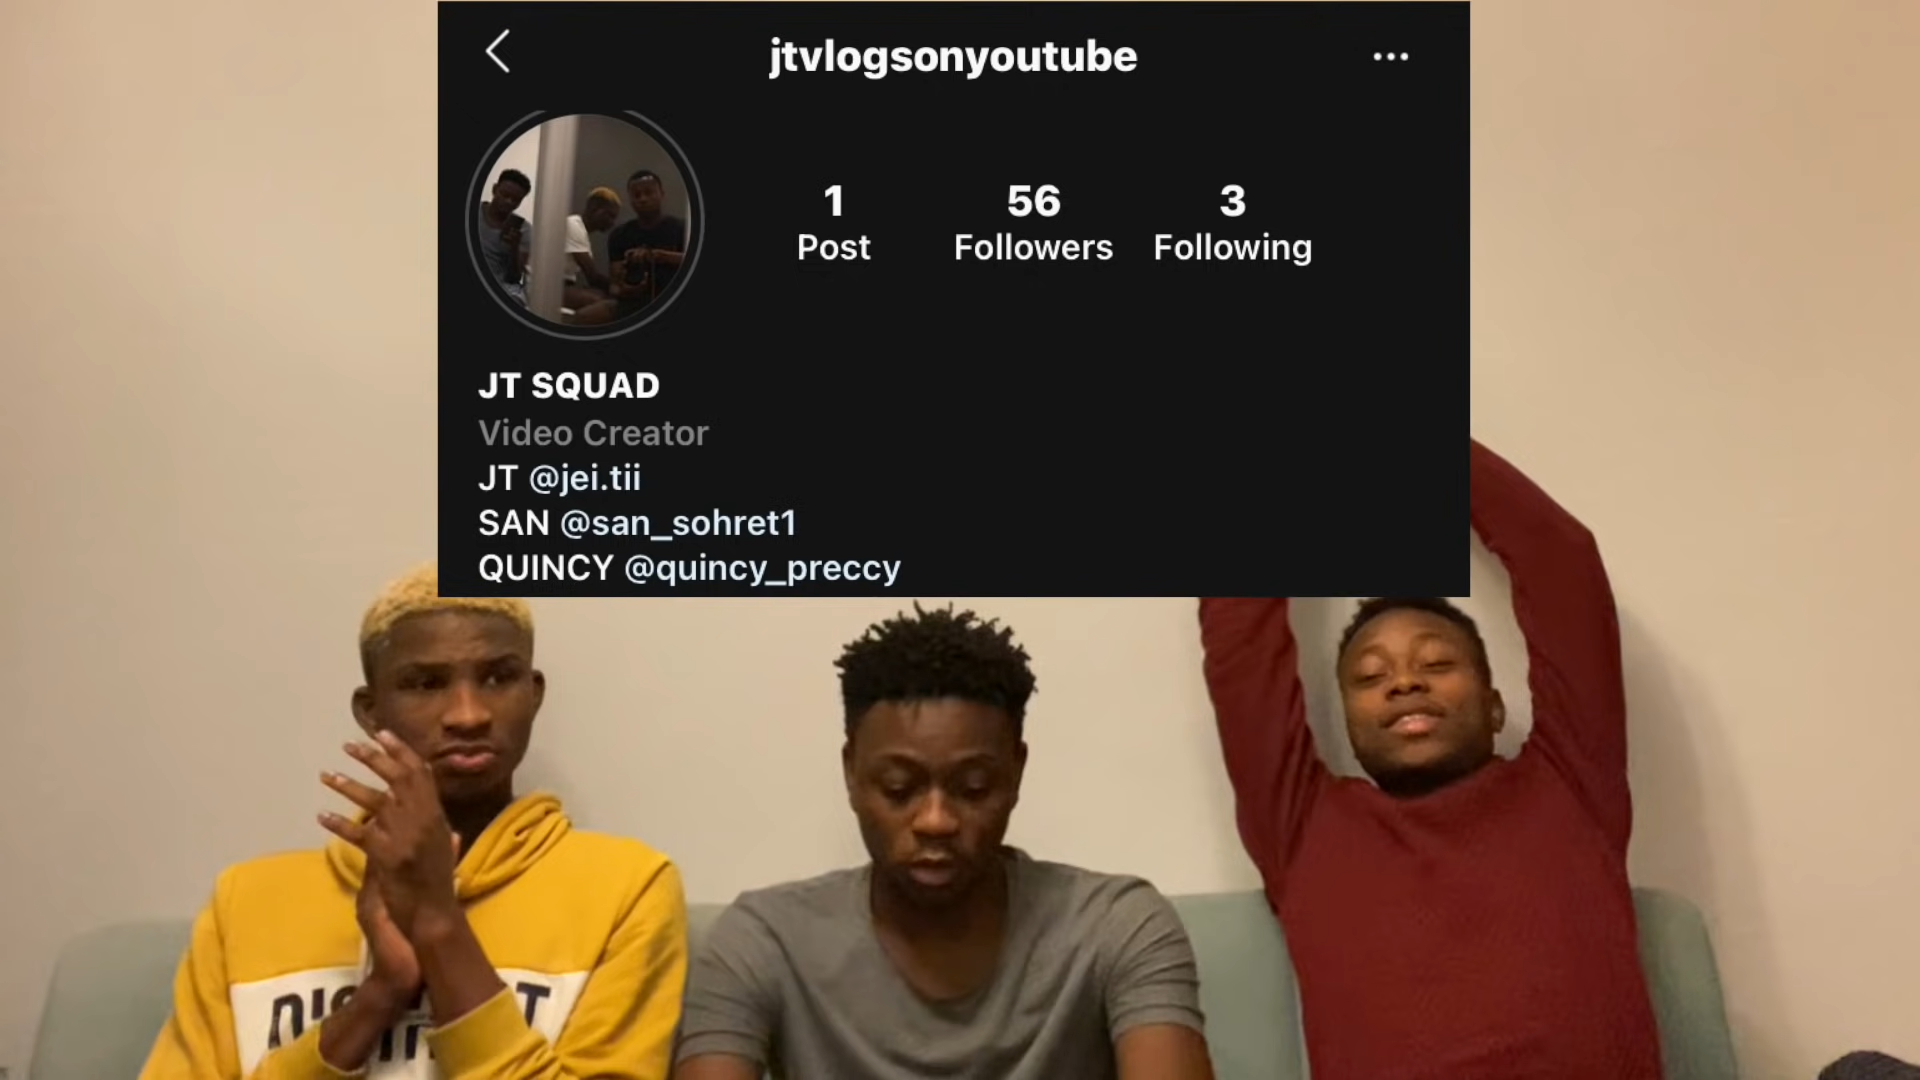 jtvlogsonyoutube
1 56 3
Post Followers Following
JT SQUAD
Video Creator
JT @jei.tii
SAN @san_sohret1
QUINCY @quincy_preccy